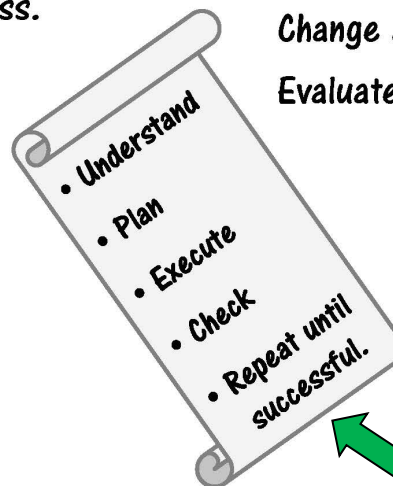 ss.
Change
Evaluate
• Understand
• Plan
• Execute
• Check
• Repeat until
successful.